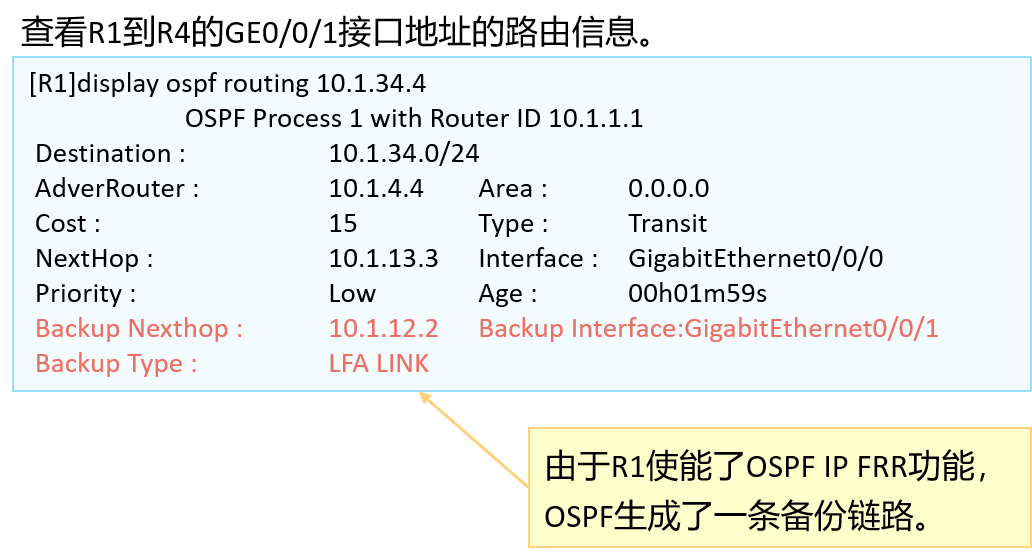 查看R1到R4的GE0/0/1接口地址的路由信息。
[R1]display ospf routing 10.1.34.4
OSPF Process 1 with Router ID 10.1.1.1
Destination : 10.1.34.0/24
AdverRouter : 10.1.4.4 Area : 0.0.0.0
Cost : 15 Type : Transit
NextHop : 10.1.13.3 Interface : GigabitEthernet0/0/0
Priority : Low Age : 00h01m59s
Backup Nexthop : 10.1.12.2 Backup Interface:GigabitEthernet0/0/1
Backup Type : LFA LINK
由于R1使能了OSPF IP FRR功能，
OSPF生成了一条备份链路。